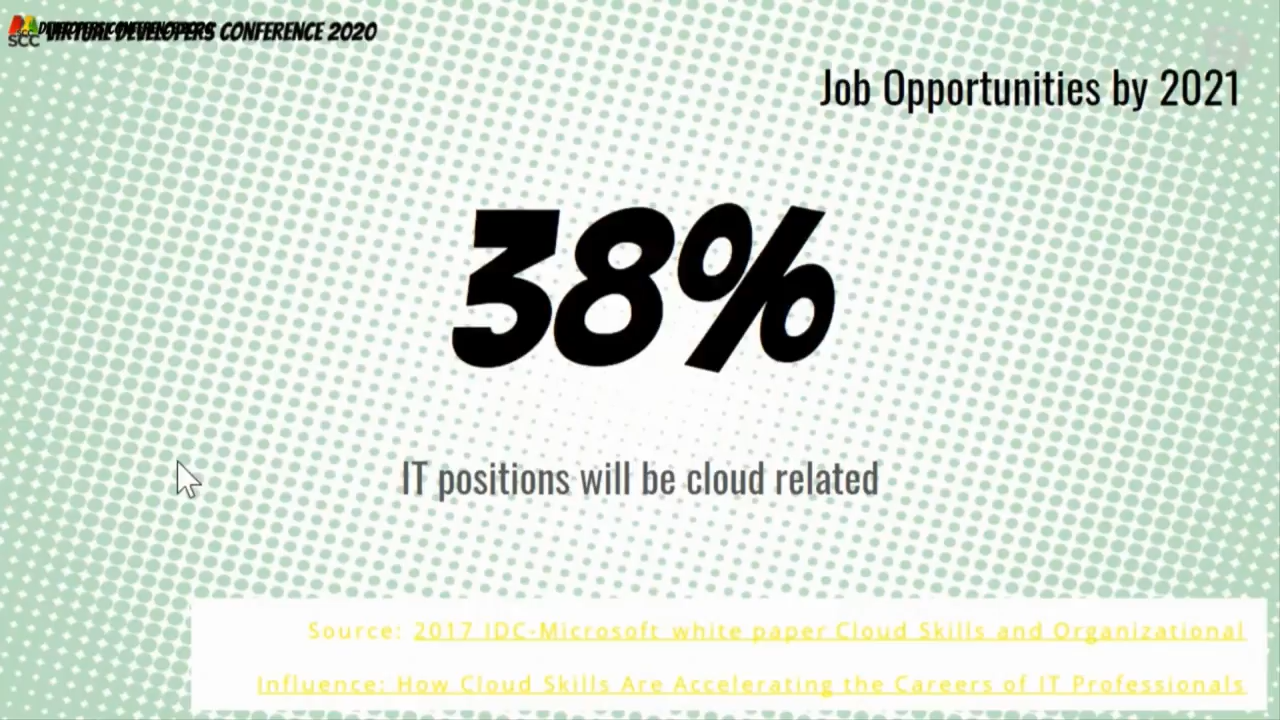 SCC VIRTUAL DEVELOPERS CONFERENCE 2020
Job Opportunities by 2021
38%
IT positions will be cloud related
Source: 2017 IDC-Microsoft white paper Cloud Skills and Organizational
Influence: How Cloud Skills Are Accelerating the Careers of IT Professionals